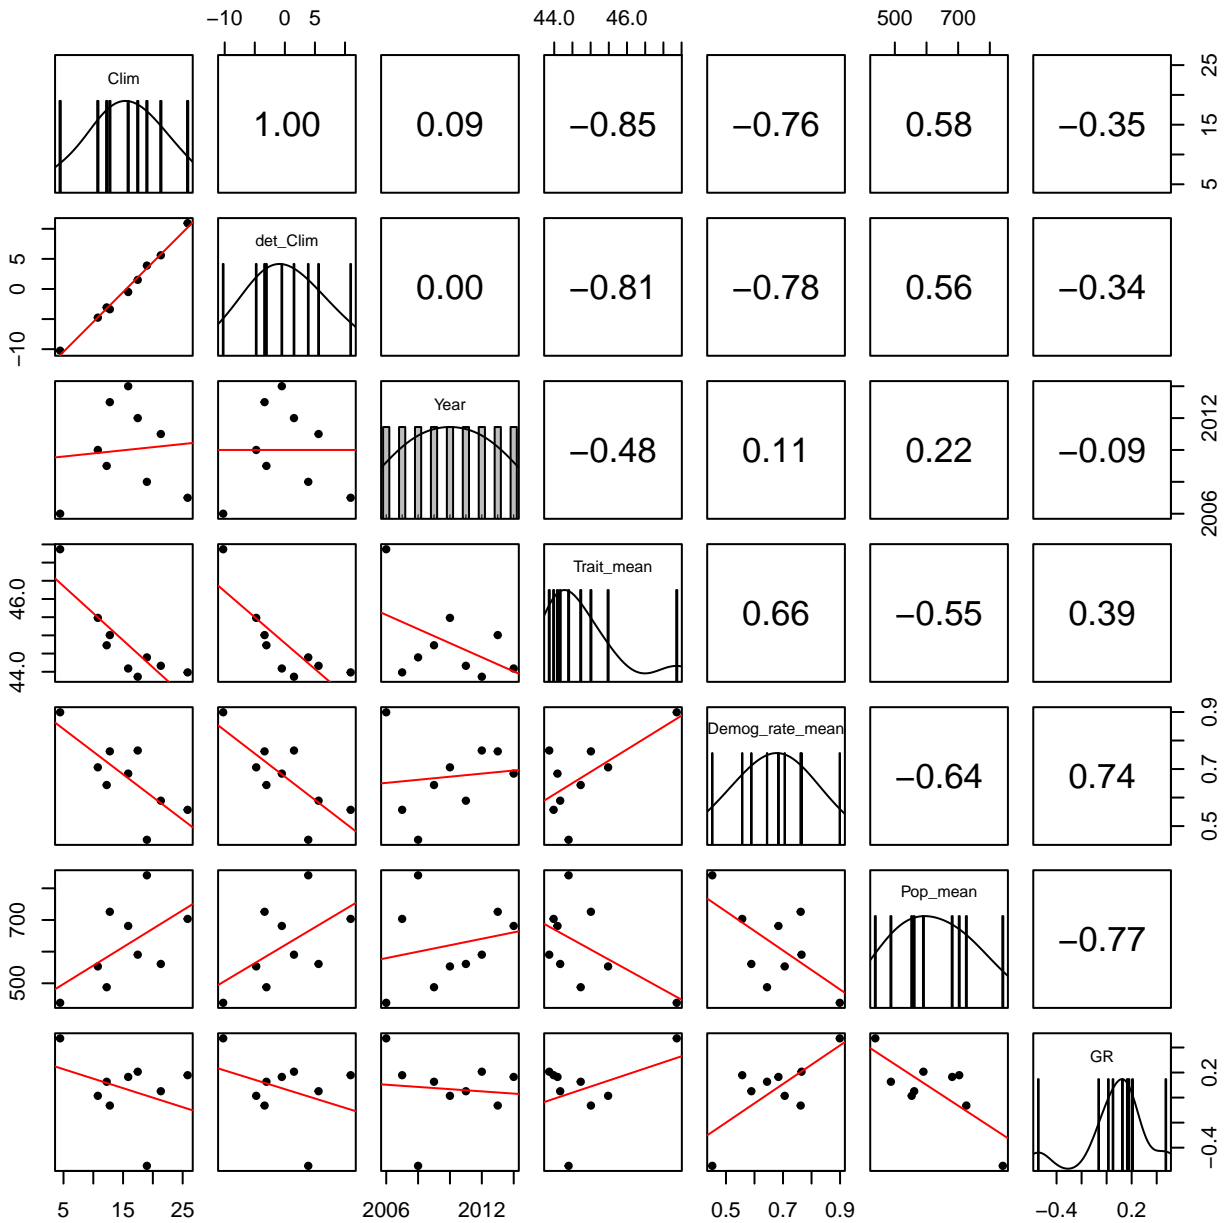 −10 0 5 44.0 46.0 500 700
Clim 1.00 0.09 −0.85 −0.76 0.58 −0.35 5 15 25
−10 0 5 det_Clim 0.00 −0.81 −0.78 0.56 −0.34
Year −0.48 0.11 0.22 −0.09 2006 2012
44.0 46.0 Trait_mean 0.66 −0.55 0.39
Demog_rate_mean −0.64 0.74 0.5 0.7 0.9
500 700 Pop_mean −0.77
GR −0.4 0.2
5 15 25 2006 2012 0.5 0.7 0.9 −0.4 0.2